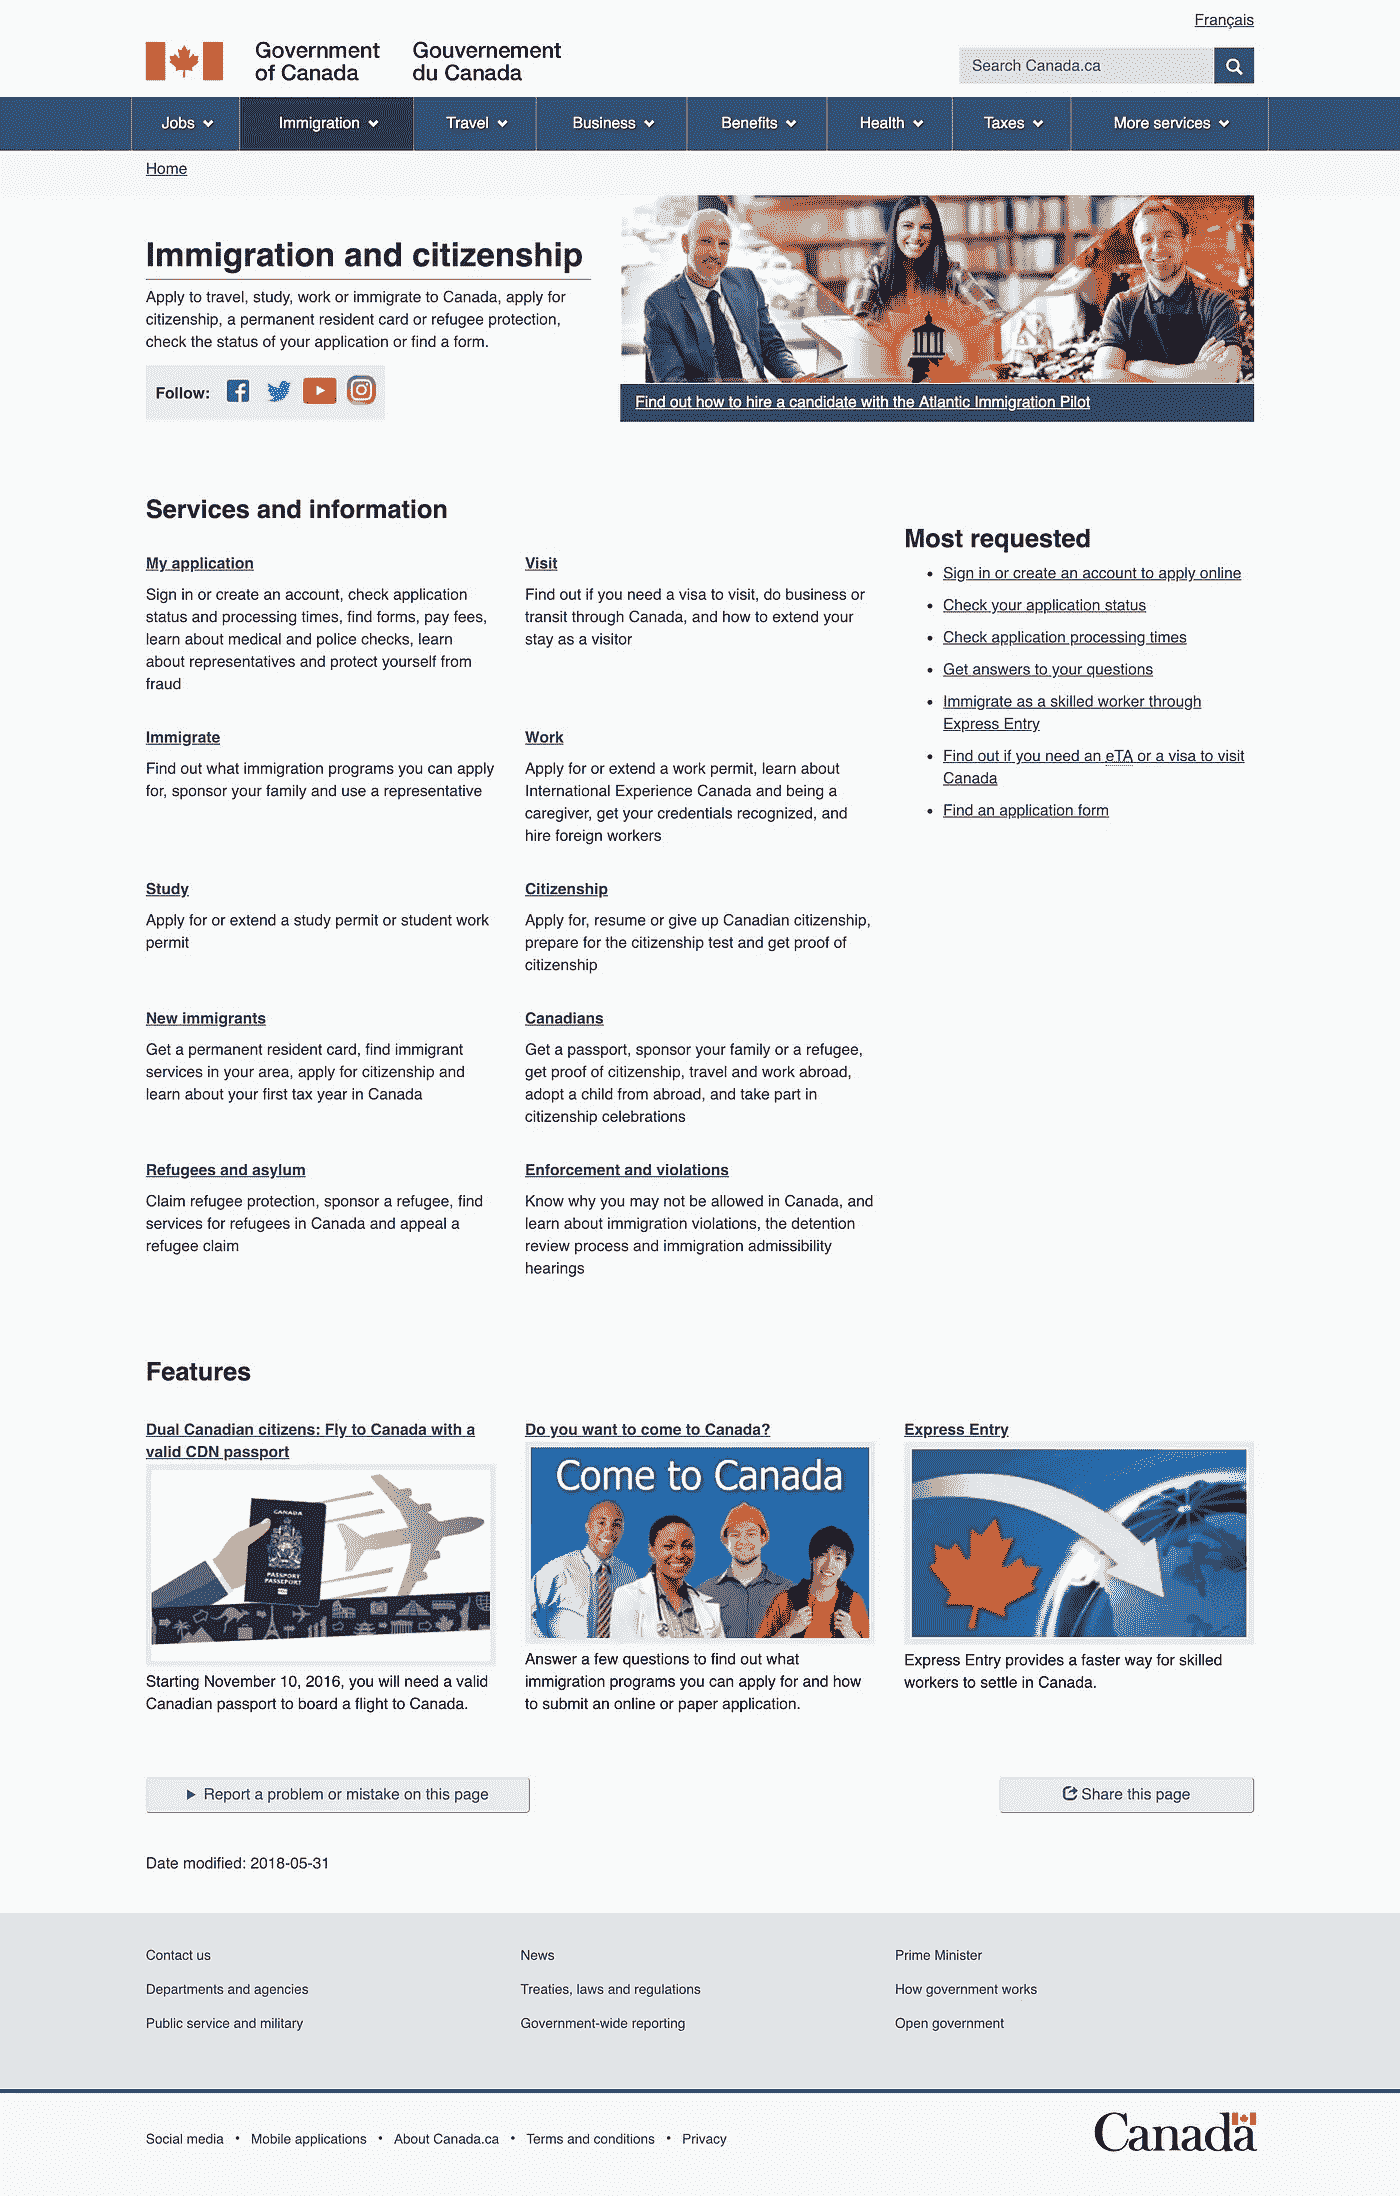 Français
Government of Canada
Gouvernement du Canada
Search Canada.ca
Jobs
Immigration
Travel
Business
Benefits
Health
Taxes
More services
Home
Immigration and citizenship
Apply to travel, study, work or immigrate to Canada, apply for
citizenship, a permanent resident card or refugee protection,
check the status of your application or find a form.
Follow:
Find out how to hire a candidate with the Atlantic Immigration Pilot
Services and information
My application
Sign in or create an account, check application
status and processing times, find forms, pay fees,
learn about medical and police checks, learn
about representatives and protect yourself from
fraud
Visit
Find out if you need a visa to visit, do business or
transit through Canada, and how to extend your
stay as a visitor
Immigrate
Find out what immigration programs you can apply
for, sponsor your family and use a representative
Work
Apply for or extend a work permit, learn about
International Experience Canada and being a
caregiver, get your credentials recognized, and
hire foreign workers
Study
Apply for or extend a study permit or student work
permit
Citizenship
Apply for, resume or give up Canadian citizenship,
prepare for the citizenship test and get proof of
citizenship
New immigrants
Get a permanent resident card, find immigrant
services in your area, apply for citizenship and
learn about your first tax year in Canada
Canadians
Get a passport, sponsor your family or a refugee,
get proof of citizenship, travel and work abroad,
adopt a child from abroad, and take part in
citizenship celebrations
Refugees and asylum
Claim refugee protection, sponsor a refugee, find
services for refugees in Canada and appeal a
refugee claim
Enforcement and violations
Know why you may not be allowed in Canada, and
learn about immigration violations, the detention
review process and immigration admissibility
hearings
Most requested
Sign in or create an account to apply online
Check your application status
Check application processing times
Get answers to your questions
Immigrate as a skilled worker through
Express Entry
Find out if you need an eTA or a visa to visit
Canada
Find an application form
Features
Dual Canadian citizens: Fly to Canada with a
valid CDN passport
CANADA
PASSPORT
PASSEPORT
Starting November 10, 2016, you will need a valid
Canadian passport to board a flight to Canada.
Do you want to come to Canada?
Come to Canada
Answer a few questions to find out what
immigration programs you can apply for and how
to submit an online or paper application.
Express Entry
Express Entry provides a faster way for skilled
workers to settle in Canada.
Report a problem or mistake on this page
Share this page
Date modified: 2018-05-31
Contact us
News
Prime Minister
Departments and agencies
Treaties, laws and regulations
How government works
Public service and military
Government-wide reporting
Open government
Social media • Mobile applications • About Canada.ca • Terms and conditions • Privacy
Canada